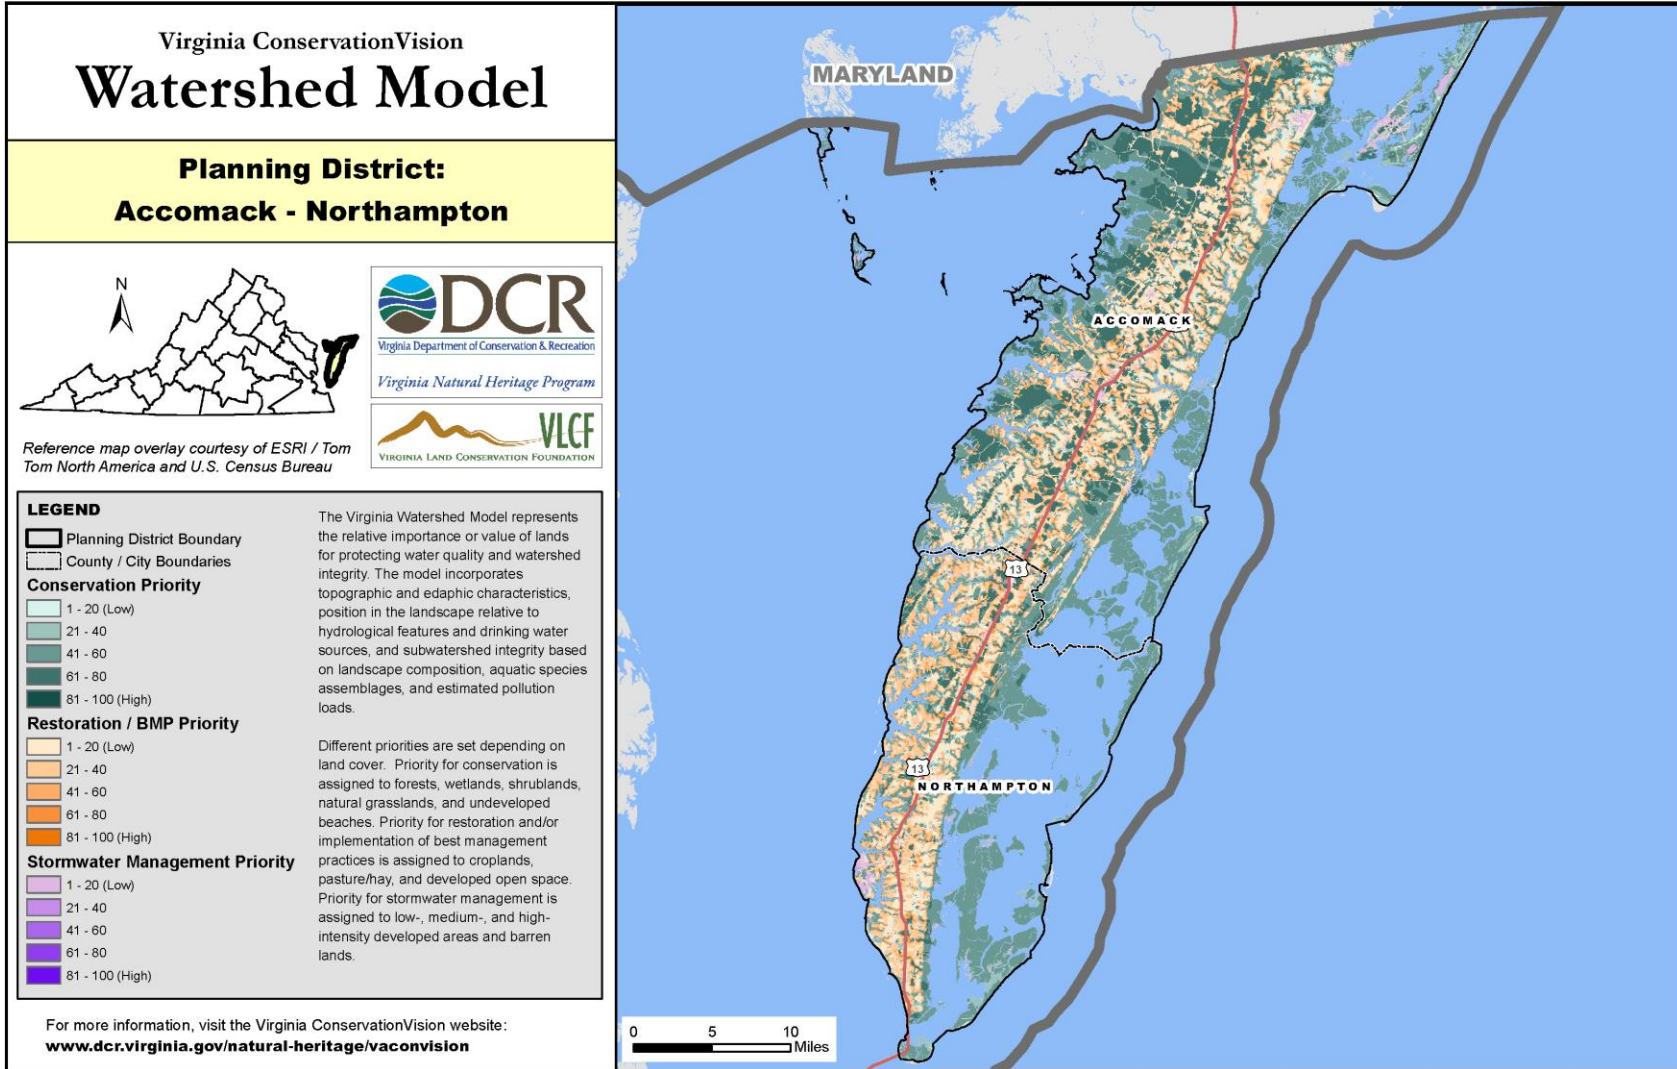 Virginia ConservationVision
Watershed Model
Planning District:
Accomack - Northampton
N
DCR
Virginia Department of Conservation & Recreation
Virginia Natural Heritage Program
VLCF
VIRGINIA LAND CONSERVATION FOUNDATION
Reference map overlay courtesy of ESRI / Tom
Tom North America and U.S. Census Bureau
LEGEND
Planning District Boundary
County / City Boundaries
Conservation Priority
1 - 20 (Low)
21 - 40
41 - 60
61 - 80
81 - 100 (High)
Restoration / BMP Priority
1 - 20 (Low)
21 - 40
41 - 60
61 - 80
81 - 100 (High)
Stormwater Management Priority
1 - 20 (Low)
21 - 40
41 - 60
61 - 80
81 - 100 (High)
The Virginia Watershed Model represents
the relative importance or value of lands
for protecting water quality and watershed
integrity. The model incorporates
topographic and edaphic characteristics,
position in the landscape relative to
hydrological features and drinking water
sources, and subwatershed integrity based
on landscape composition, aquatic species
assemblages, and estimated pollution
loads.
Different priorities are set depending on
land cover. Priority for conservation is
assigned to forests, wetlands, shrublands,
natural grasslands, and undeveloped
beaches. Priority for restoration and/or
implementation of best management
practices is assigned to croplands,
pasture/hay, and developed open space.
Priority for stormwater management is
assigned to low-, medium-, and high-
intensity developed areas and barren
lands.
For more information, visit the Virginia ConservationVision website:
www.dcr.virginia.gov/natural-heritage/vaconvision
MARYLAND
ACCOMACK
13
13
NORTHAMPTON
0 5 10
Miles